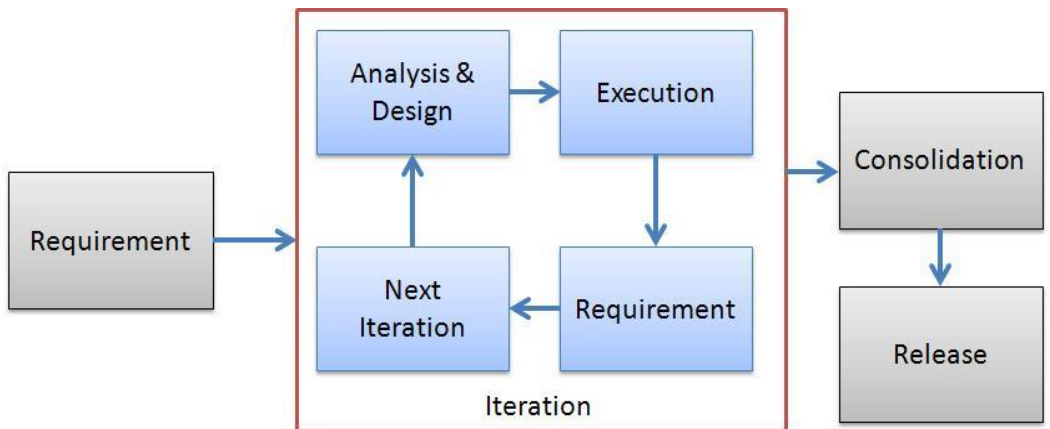 Requirement
Analysis &
Design
Execution
Next
Iteration
Requirement
Iteration
Consolidation
Release